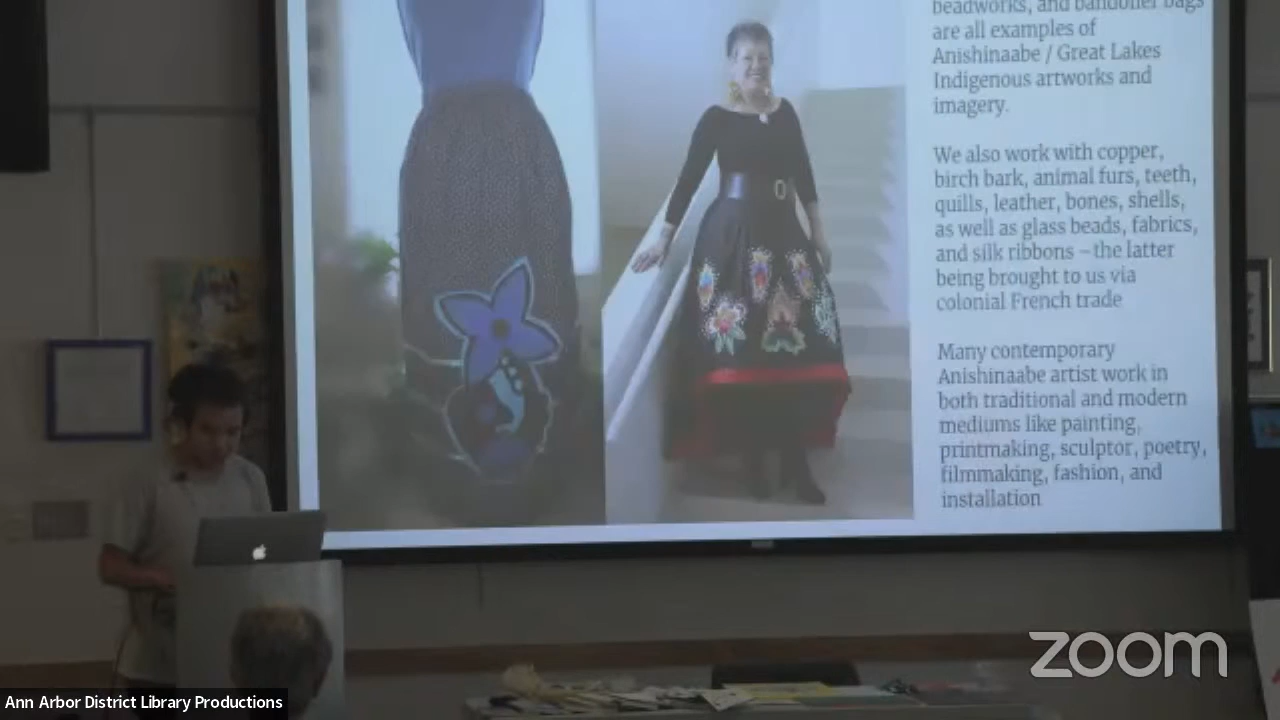 beadworks, and bandolier bags
are all examples of
Anishinaabe / Great Lakes
Indigenous artworks and
imagery.
We also work with copper,
birch bark, animal furs, teeth,
quills, leather, bones, shells,
as well as glass beads, fabrics,
and silk ribbons – the latter
being brought to us via
colonial French trade
Many contemporary
Anishinaabe artist work in
both traditional and modern
mediums like painting,
printmaking, sculptor, poetry,
filmmaking, fashion, and
installation
zoom
Ann Arbor District Library Productions